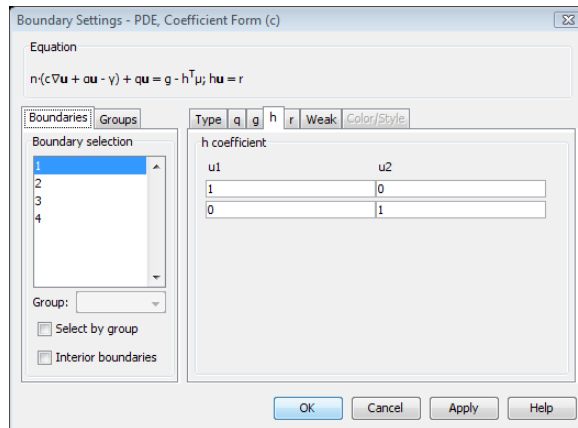 Boundary Settings - PDE, Coefficient Form (c)
Equation
n·(c∇u + αu - γ) + qu = g - hᵀμ; hu = r
Boundaries Groups
Type q g h r Weak Color/Style
Boundary selection
h coefficient
1
2
3
4
u1 u2
1 0
0 1
Group:
Select by group
Interior boundaries
OK Cancel Apply Help